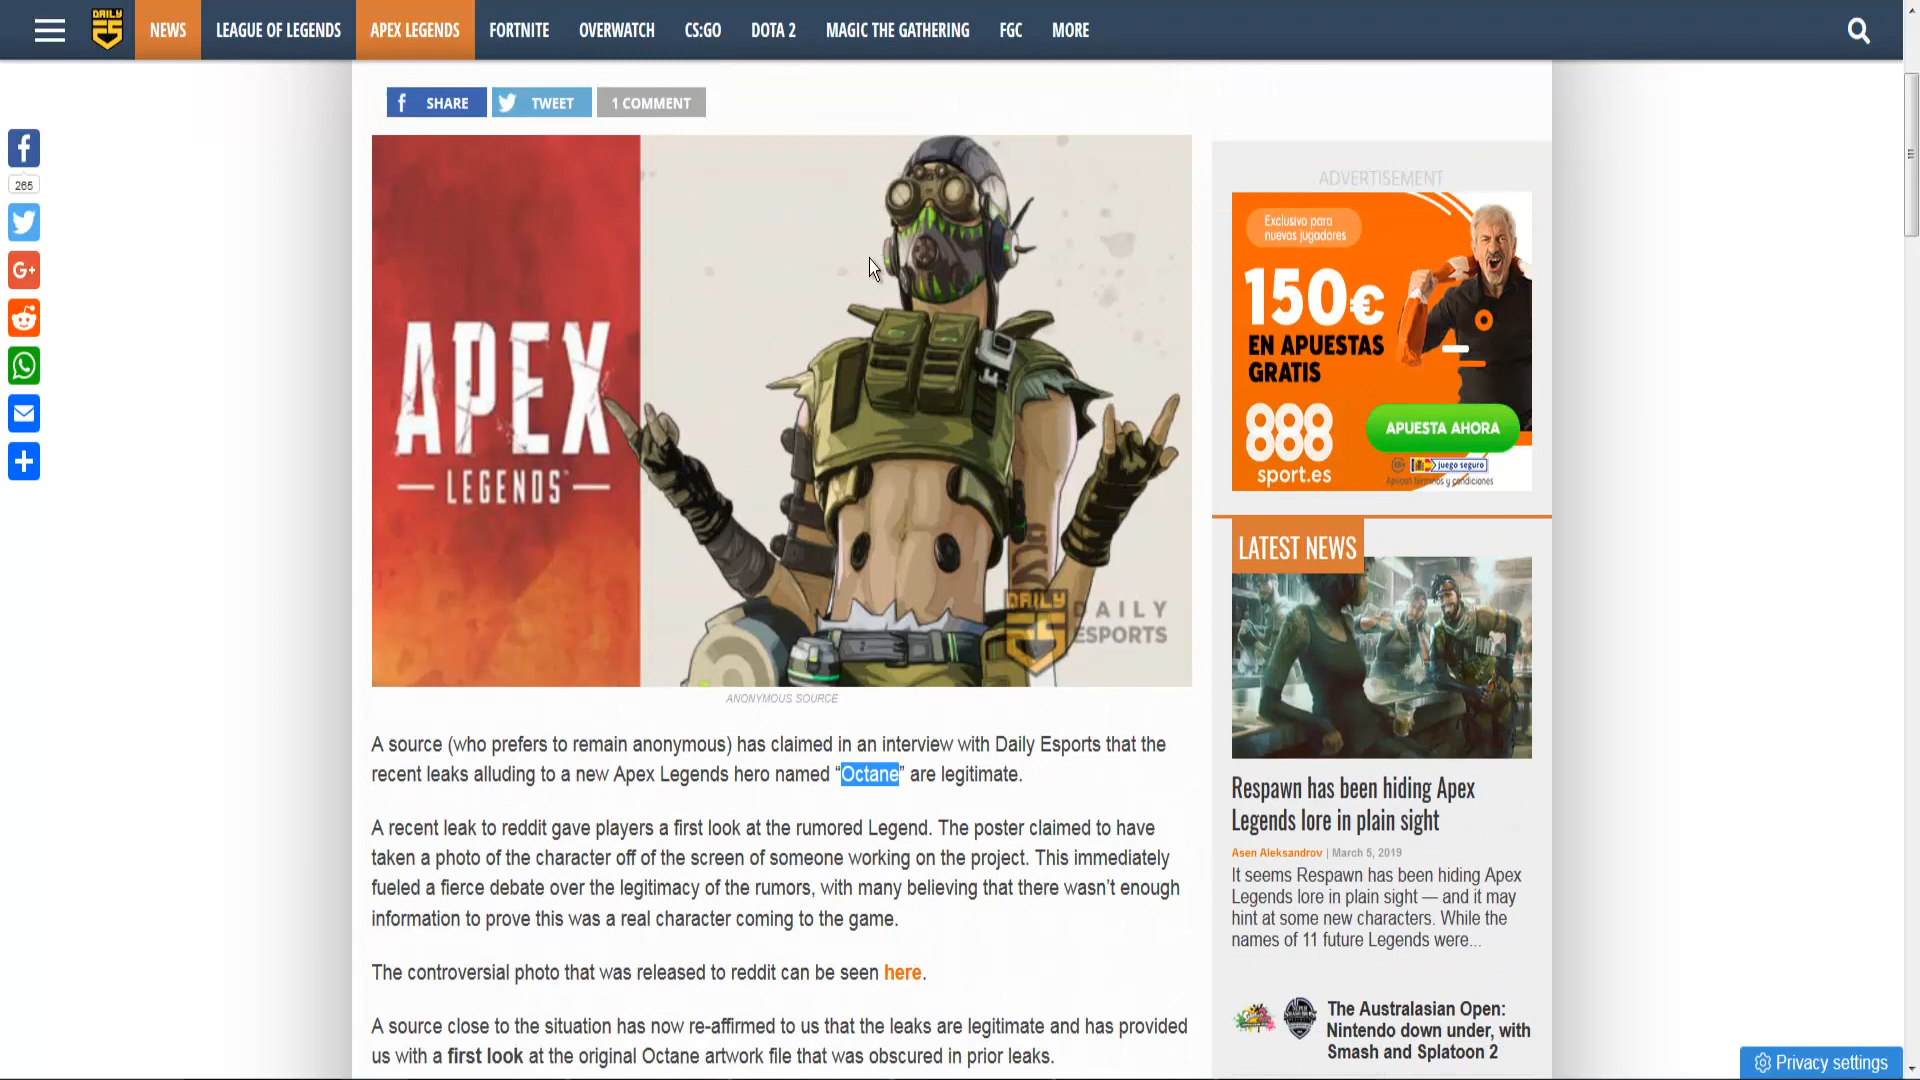 DAILY
NEWS
LEAGUE OF LEGENDS
APEX LEGENDS
FORTNITE
OVERWATCH
CS:GO
DOTA 2
MAGIC THE GATHERING
FGC
MORE
SHARE
TWEET
1 COMMENT
265
APEX
LEGENDS
DAILY
DAILY
ESPORTS
ANONYMOUS SOURCE
A source (who prefers to remain anonymous) has claimed in an interview with Daily Esports that the
recent leaks alluding to a new Apex Legends hero named “Octane” are legitimate.
A recent leak to reddit gave players a first look at the rumored Legend. The poster claimed to have
taken a photo of the character off of the screen of someone working on the project. This immediately
fueled a fierce debate over the legitimacy of the rumors, with many believing that there wasn’t enough
information to prove this was a real character coming to the game.
The controversial photo that was released to reddit can be seen here.
A source close to the situation has now re-affirmed to us that the leaks are legitimate and has provided
us with a first look at the original Octane artwork file that was obscured in prior leaks.
ADVERTISEMENT
Exclusivo para
nuevos jugadores
150€
EN APUESTAS
GRATIS
888
sport.es
APUESTA AHORA
juego seguro
Aplican términos y condiciones
LATEST NEWS
Respawn has been hiding Apex
Legends lore in plain sight
Asen Aleksandrov | March 5, 2019
It seems Respawn has been hiding Apex
Legends lore in plain sight — and it may
hint at some new characters. While the
names of 11 future Legends were...
The Australasian Open:
Nintendo down under, with
Smash and Splatoon 2
Privacy settings